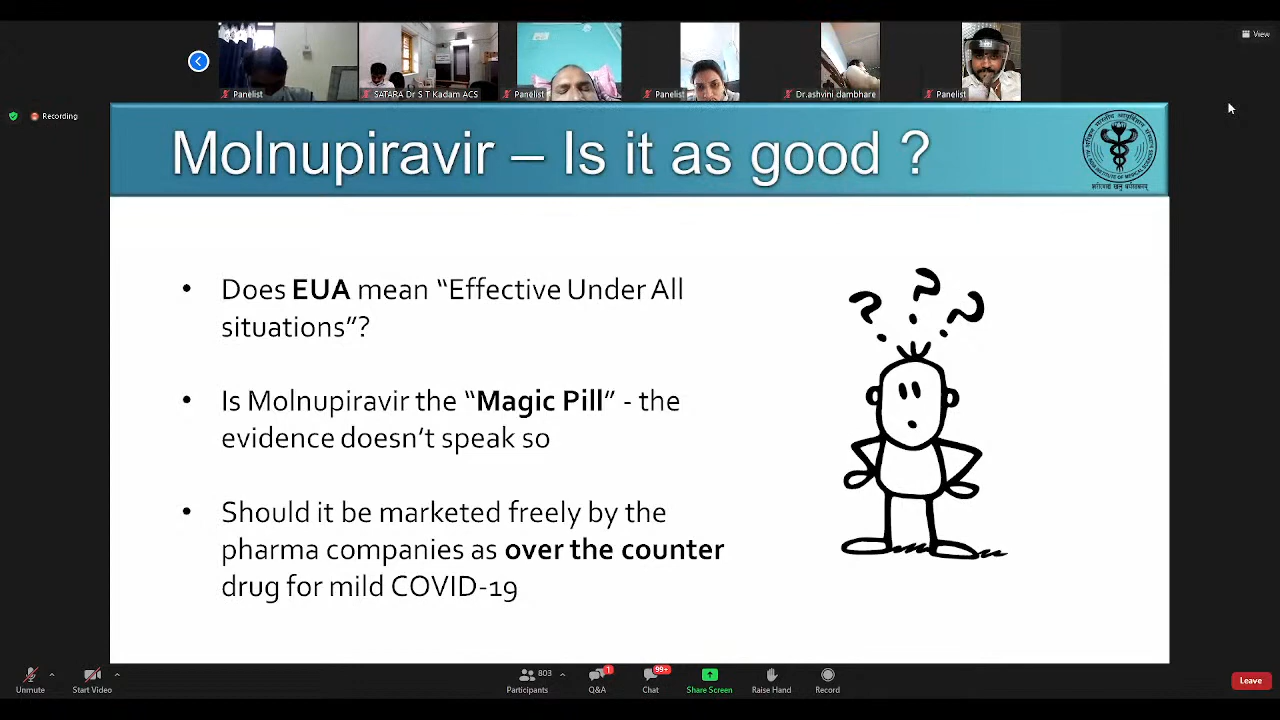 View
Panelist
SATARA Dr S T Kadam ACS
Panelist
Panelist
Dr.ashvini dambhare
Panelist
Recording
Molnupiravir – Is it as good ?
• Does EUA mean “Effective Under All
situations”?
• Is Molnupiravir the “Magic Pill” - the
evidence doesn’t speak so
• Should it be marketed freely by the
pharma companies as over the counter
drug for mild COVID-19
? ? ?
Unmute
Start Video
803
Participants
1
Q&A
99+
Chat
Share Screen
Raise Hand
Record
Leave